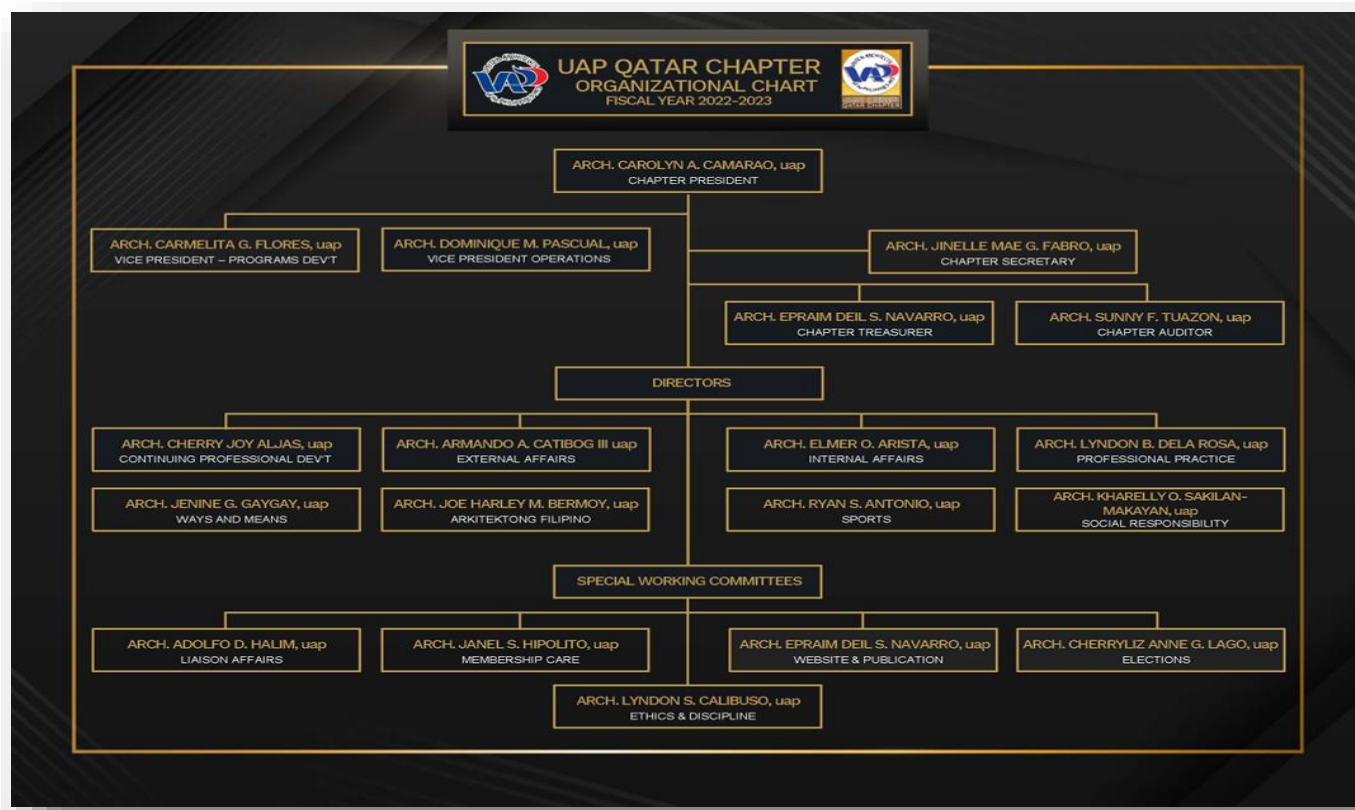 UAP QATAR CHAPTER
ORGANIZATIONAL CHART
FISCAL YEAR 2022-2023
ARCH. CAROLYN A. CAMARAO, uap
CHAPTER PRESIDENT
ARCH. CARMELITA G. FLORES, uap
VICE PRESIDENT – PROGRAMS DEV'T
ARCH. DOMINIQUE M. PASCUAL, uap
VICE PRESIDENT OPERATIONS
ARCH. JINELLE MAE G. FABRO, uap
CHAPTER SECRETARY
ARCH. EPRAIM DEIL S. NAVARRO, uap
CHAPTER TREASURER
ARCH. SUNNY F. TUAZON, uap
CHAPTER AUDITOR
DIRECTORS
ARCH. CHERRY JOY ALJAS, uap
CONTINUING PROFESSIONAL DEV'T
ARCH. ARMANDO A. CATIBOG III uap
EXTERNAL AFFAIRS
ARCH. ELMER O. ARISTA, uap
INTERNAL AFFAIRS
ARCH. LYNDON B. DELA ROSA, uap
PROFESSIONAL PRACTICE
ARCH. JENINE G. GAYGAY, uap
WAYS AND MEANS
ARCH. JOE HARLEY M. BERMOY, uap
ARKITEKTONG FILIPINO
ARCH. RYAN S. ANTONIO, uap
SPORTS
ARCH. KHARELLY O. SAKILAN-
MAKAYAN, uap
SOCIAL RESPONSIBILITY
SPECIAL WORKING COMMITTEES
ARCH. ADOLFO D. HALIM, uap
LIAISON AFFAIRS
ARCH. JANEL S. HIPOLITO, uap
MEMBERSHIP CARE
ARCH. EPRAIM DEIL S. NAVARRO, uap
WEBSITE & PUBLICATION
ARCH. CHERRYLIZ ANNE G. LAGO, uap
ELECTIONS
ARCH. LYNDON S. CALIBUSO, uap
ETHICS & DISCIPLINE